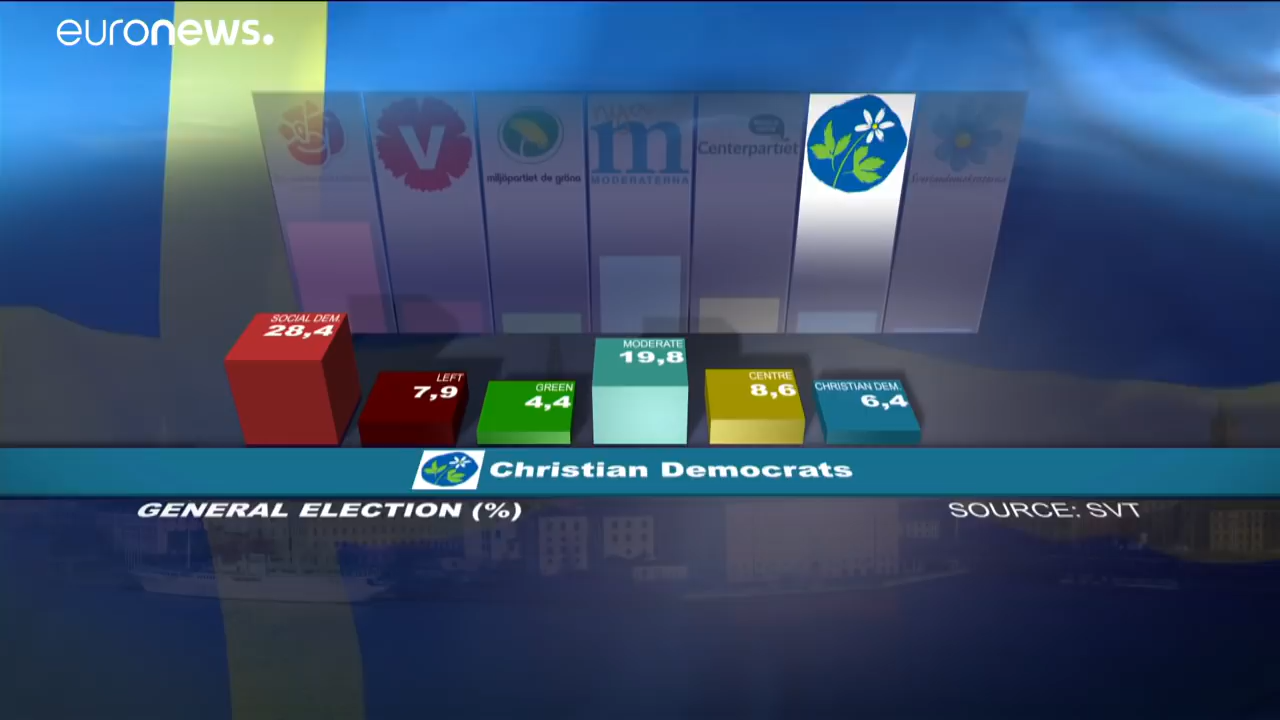 euronews.
V
miljöpartiet de gröna
m
MODERATERNA
Centerpartiet
SOCIAL DEM.
28,4
LEFT
7,9
GREEN
4,4
MODERATE
19,8
CENTRE
8,6
CHRISTIAN DEM.
6,4
Christian Democrats
GENERAL ELECTION (%)
SOURCE: SVT